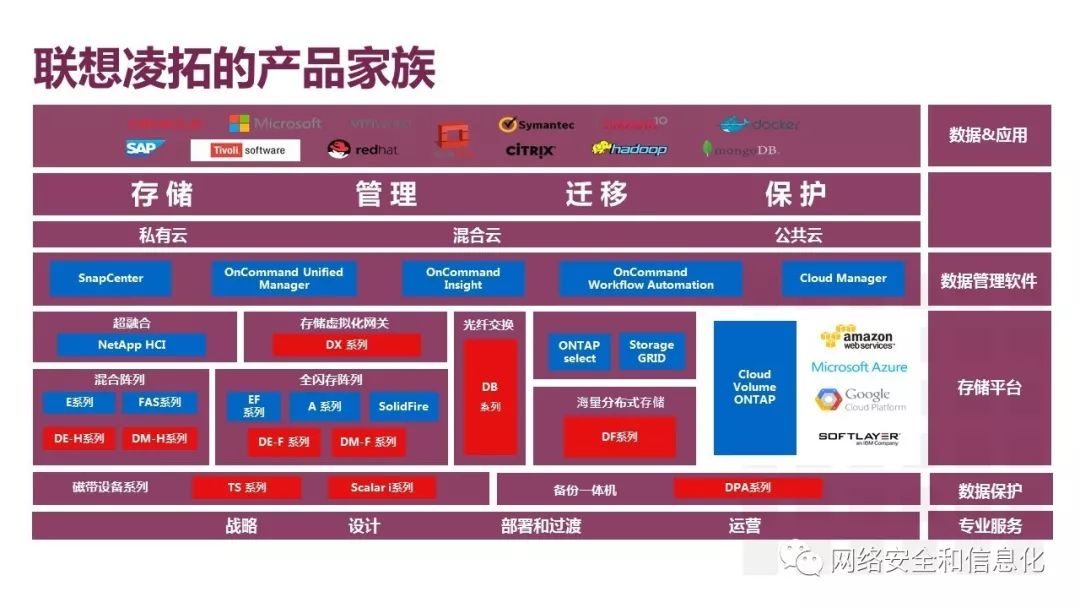 联想凌拓的产品家族
ORACLE
Microsoft
vmware
Symantec
docker
SAP
Tivoli software
redhat
CITRIX
hadoop
mongoDB
数据&应用
存储 管理 迁移 保护
私有云 混合云 公共云
SnapCenter
OnCommand Unified
Manager
OnCommand
Insight
OnCommand
Workflow Automation
Cloud Manager
数据管理软件
超融合
NetApp HCI
存储虚拟化网关
DX 系列
光纤交换
DB
系列
ONTAP
select
Storage
GRID
Cloud
Volume
ONTAP
amazon
webservices
Microsoft Azure
Google
Cloud Platform
SOFTLAYER
an IBM Company
存储平台
混合阵列
E系列
FAS系列
DE-H系列
DM-H系列
全闪存阵列
EF
系列
A 系列
SolidFire
DE-F 系列
DM-F 系列
海量分布式存储
DF系列
磁带设备系列
TS 系列
Scalar i系列
备份一体机
DPA系列
数据保护
战略 设计 部署和过渡 运营
专业服务
网络安全和信息化